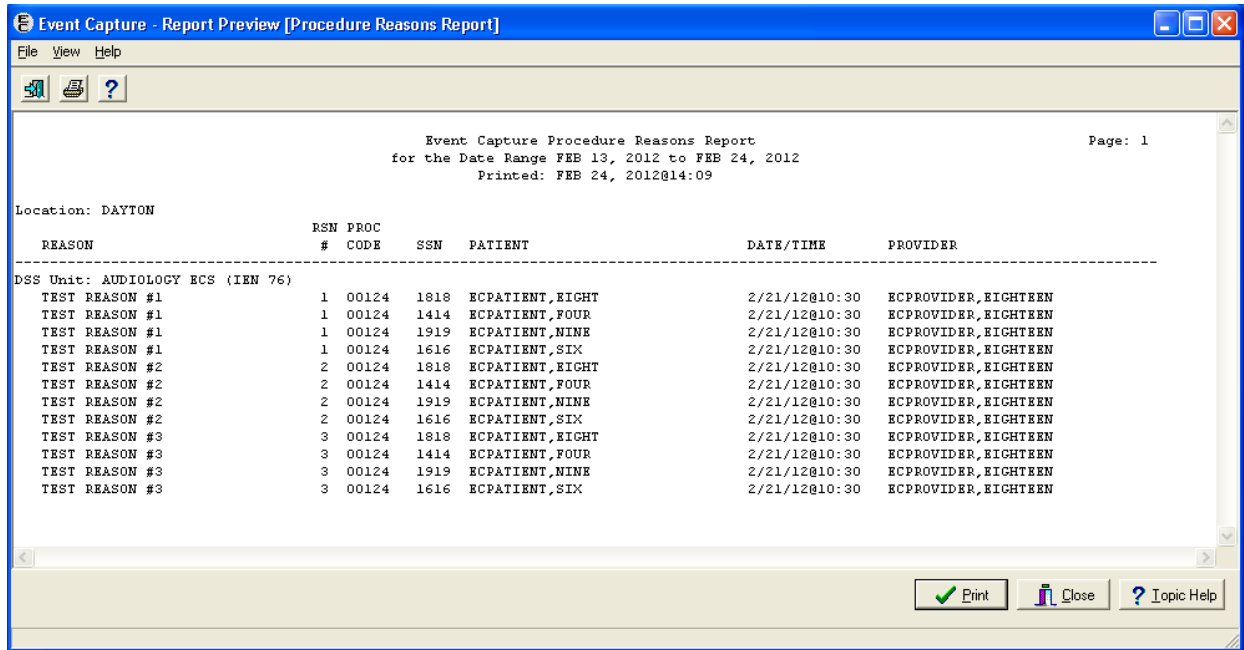 Event Capture - Report Preview [Procedure Reasons Report]
File View Help
Event Capture Procedure Reasons Report Page: 1
for the Date Range FEB 13, 2012 to FEB 24, 2012
Printed: FEB 24, 2012@14:09
Location: DAYTON
RSN PROC
REASON # CODE SSN PATIENT DATE/TIME PROVIDER
DSS Unit: AUDIOLOGY ECS (IEN 76)
TEST REASON #1 1 00124 1818 ECPATIENT,EIGHT 2/21/12@10:30 ECPROVIDER,EIGHTEEN
TEST REASON #1 1 00124 1414 ECPATIENT,FOUR 2/21/12@10:30 ECPROVIDER,EIGHTEEN
TEST REASON #1 1 00124 1919 ECPATIENT,NINE 2/21/12@10:30 ECPROVIDER,EIGHTEEN
TEST REASON #1 1 00124 1616 ECPATIENT,SIX 2/21/12@10:30 ECPROVIDER,EIGHTEEN
TEST REASON #2 2 00124 1818 ECPATIENT,EIGHT 2/21/12@10:30 ECPROVIDER,EIGHTEEN
TEST REASON #2 2 00124 1414 ECPATIENT,FOUR 2/21/12@10:30 ECPROVIDER,EIGHTEEN
TEST REASON #2 2 00124 1919 ECPATIENT,NINE 2/21/12@10:30 ECPROVIDER,EIGHTEEN
TEST REASON #2 2 00124 1616 ECPATIENT,SIX 2/21/12@10:30 ECPROVIDER,EIGHTEEN
TEST REASON #3 3 00124 1818 ECPATIENT,EIGHT 2/21/12@10:30 ECPROVIDER,EIGHTEEN
TEST REASON #3 3 00124 1414 ECPATIENT,FOUR 2/21/12@10:30 ECPROVIDER,EIGHTEEN
TEST REASON #3 3 00124 1919 ECPATIENT,NINE 2/21/12@10:30 ECPROVIDER,EIGHTEEN
TEST REASON #3 3 00124 1616 ECPATIENT,SIX 2/21/12@10:30 ECPROVIDER,EIGHTEEN
Print Close ? Topic Help